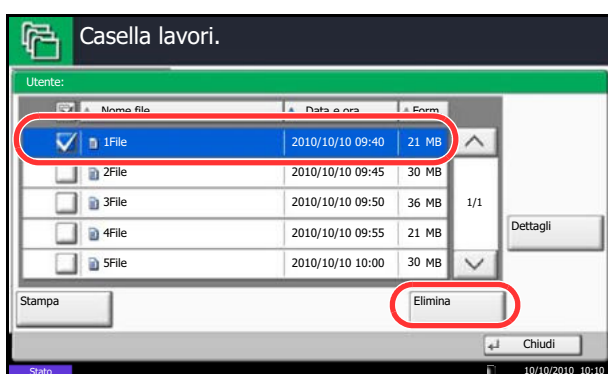 Casella lavori.
Utente:
Nome file Data e ora Form
1File 2010/10/10 09:40 21 MB
2File 2010/10/10 09:45 30 MB
3File 2010/10/10 09:50 36 MB 1/1
4File 2010/10/10 09:55 21 MB Dettagli
5File 2010/10/10 10:00 30 MB
Stampa Elimina
Chiudi
Stato 10/10/2010 10:10